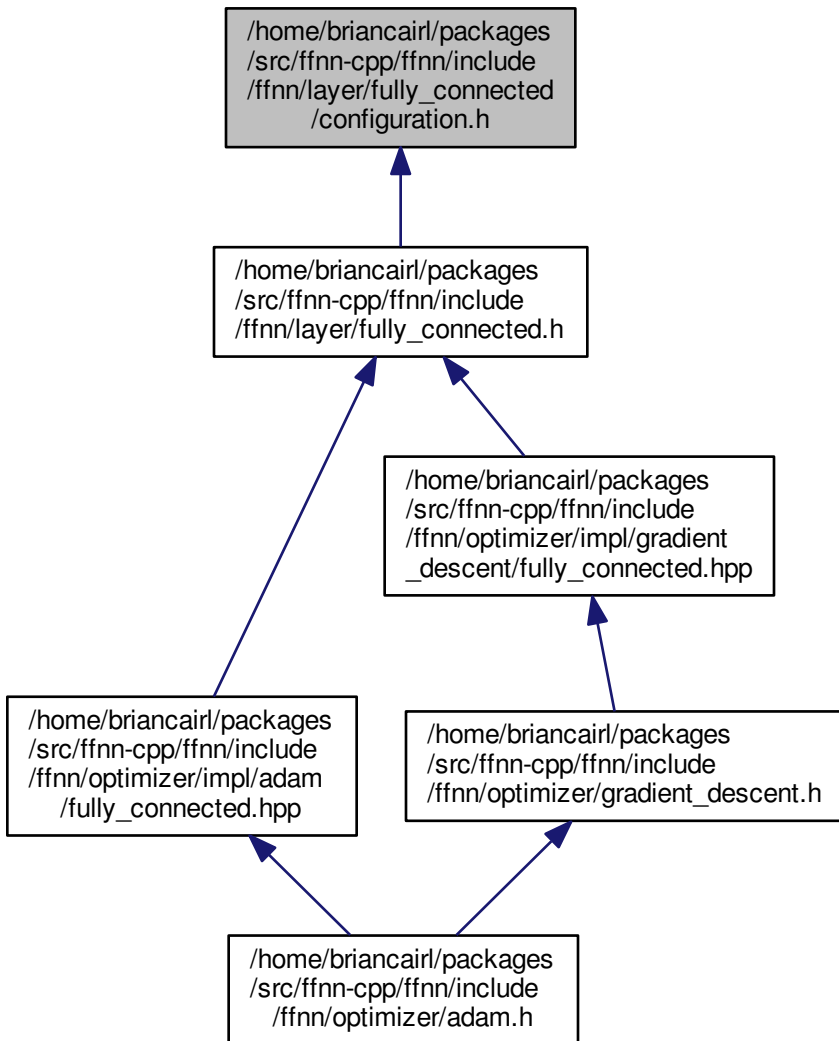 /home/briancairl/packages
/src/ffnn-cpp/ffnn/include
/ffnn/layer/fully_connected
/configuration.h
/home/briancairl/packages
/src/ffnn-cpp/ffnn/include
/ffnn/layer/fully_connected.h
/home/briancairl/packages
/src/ffnn-cpp/ffnn/include
/ffnn/optimizer/impl/gradient
_descent/fully_connected.hpp
/home/briancairl/packages
/src/ffnn-cpp/ffnn/include
/ffnn/optimizer/impl/adam
/fully_connected.hpp
/home/briancairl/packages
/src/ffnn-cpp/ffnn/include
/ffnn/optimizer/gradient_descent.h
/home/briancairl/packages
/src/ffnn-cpp/ffnn/include
/ffnn/optimizer/adam.h